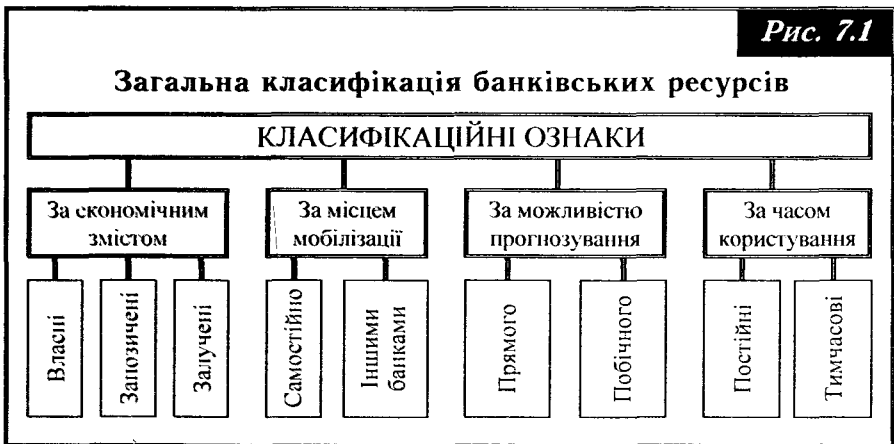 Рис. 7.1
Загальна класифікація банківських ресурсів
КЛАСИФІКАЦІЙНІ ОЗНАКИ
За економічним
змістом
За місцем
мобілізації
За можливістю
прогнозування
За часом
користування
Власні
Запозичені
Залучені
Самостійно
Іншими
банками
Прямого
Побічного
Постійні
Тимчасові